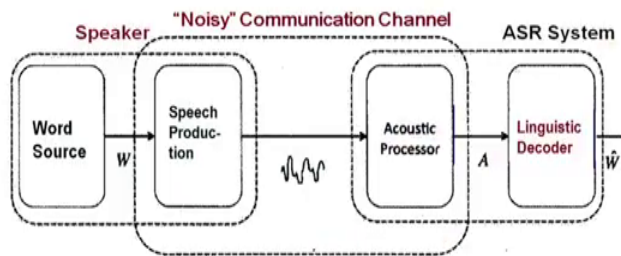 "Noisy" Communication Channel
Speaker
ASR System
Word
Source
W
Speech
Produc-
tion
Acoustic
Processor
A
Linguistic
Decoder
Ŵ